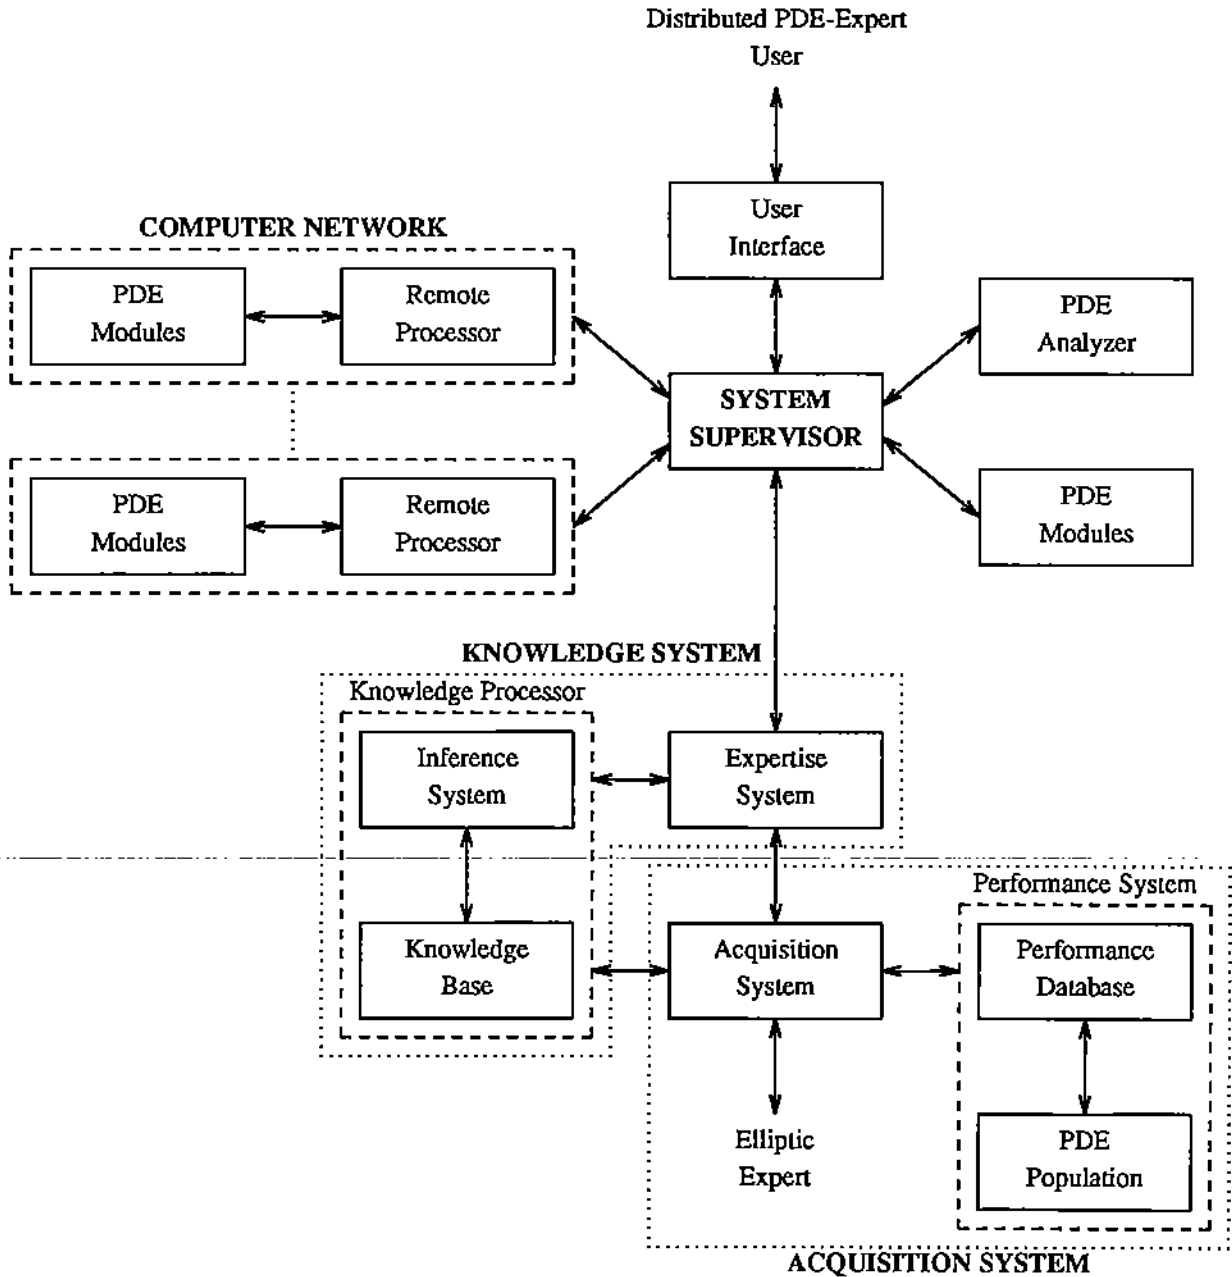 Distributed PDE-Expert
User
User
Interface
COMPUTER NETWORK
PDE
Modules
Remote
Processor
PDE
Analyzer
SYSTEM
SUPERVISOR
PDE
Modules
Remote
Processor
PDE
Modules
KNOWLEDGE SYSTEM
Knowledge Processor
Inference
System
Expertise
System
Performance System
Knowledge
Base
Acquisition
System
Performance
Database
Elliptic
Expert
PDE
Population
ACQUISITION SYSTEM